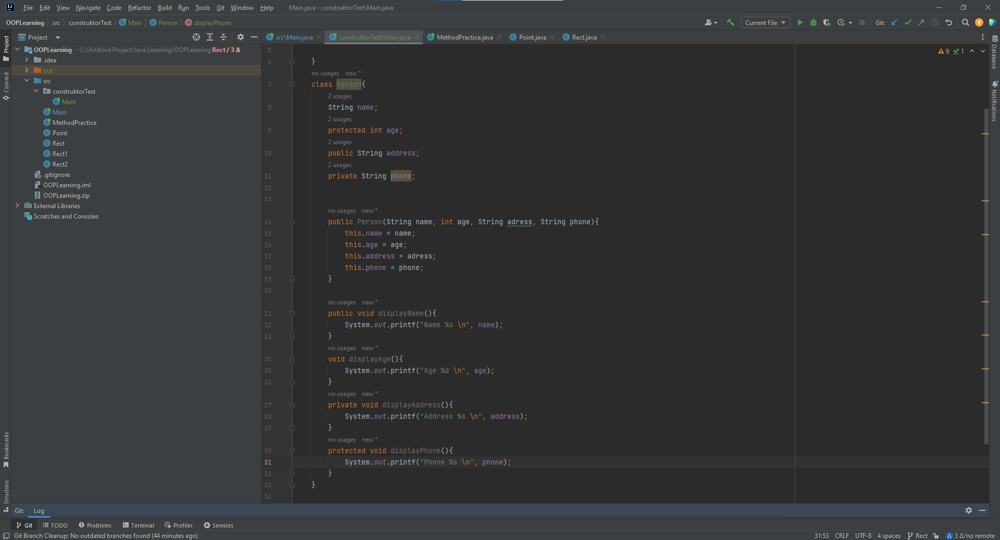 File Edit View Navigate Code Refactor Build Run Tools Git Window Help Main.java - construktorTest\Main.java
OOPLearning src construktorTest Main Person displayPhone Current File Git:
Project
src\Main.java construktorTest\Main.java MethodPractice.java Point.java Rect.java
OOPLearning - C:\Android Project\Java Learning\OOPLearning Rect / 3 Δ
.idea
out
src
construktorTest
Main
Main
MethodPractice
Point
Rect
Rect1
Rect2
.gitignore
OOPLearning.iml
OOPLearning.zip
External Libraries
Scratches and Consoles
Project
Commit
Bookmarks
Structure
9 1
5
6 }
no usages new *
7 class Person{
2 usages
8 String name;
2 usages
9 protected int age;
2 usages
10 public String address;
2 usages
11 private String phone;
12
13
no usages new *
14 public Person(String name, int age, String adress, String phone){
15 this.name = name;
16 this.age = age;
17 this.address = adress;
18 this.phone = phone;
19 }
20
no usages new *
21 public void displayName(){
22 System.out.printf("Name %s \n", name);
23 }
no usages new *
24 void displayAge(){
25 System.out.printf("Age %d \n", age);
26 }
no usages new *
27 private void displayAddress(){
28 System.out.printf("Address %s \n", address);
29 }
no usages new *
30 protected void displayPhone(){
31 System.out.printf("Phone %s \n", phone);
32 }
33 }
34
Database
Notifications
Git: Log
Git TODO Problems Terminal Profiler Services
Git Branch Cleanup: No outdated branches found (44 minutes ago) 31:53 CRLF UTF-8 4 spaces Rect 3 Δ/no remote